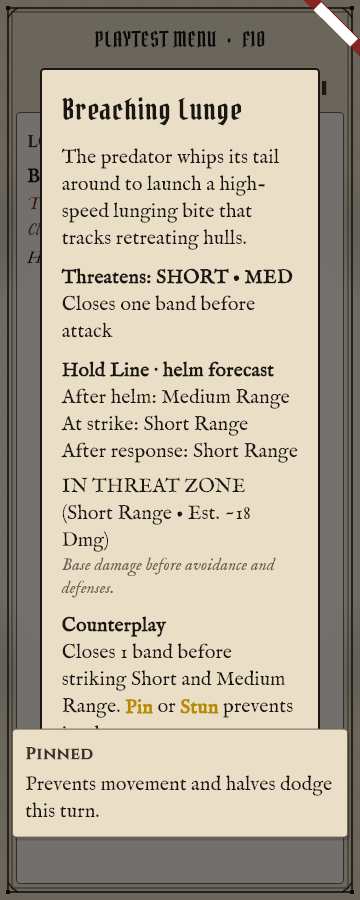 PLAYTEST MENU · F10
Breaching Lunge
The predator whips its tail
around to launch a high-
speed lunging bite that
tracks retreating hulls.
Threatens: SHORT • MED
Closes one band before
attack
Hold Line · helm forecast
After helm: Medium Range
At strike: Short Range
After response: Short Range
IN THREAT ZONE
(Short Range • Est. ~18
Dmg)
Base damage before avoidance and
defenses.
Counterplay
Closes 1 band before
striking Short and Medium
Range. Pin or Stun prevents
Pinned
Prevents movement and halves dodge
this turn.